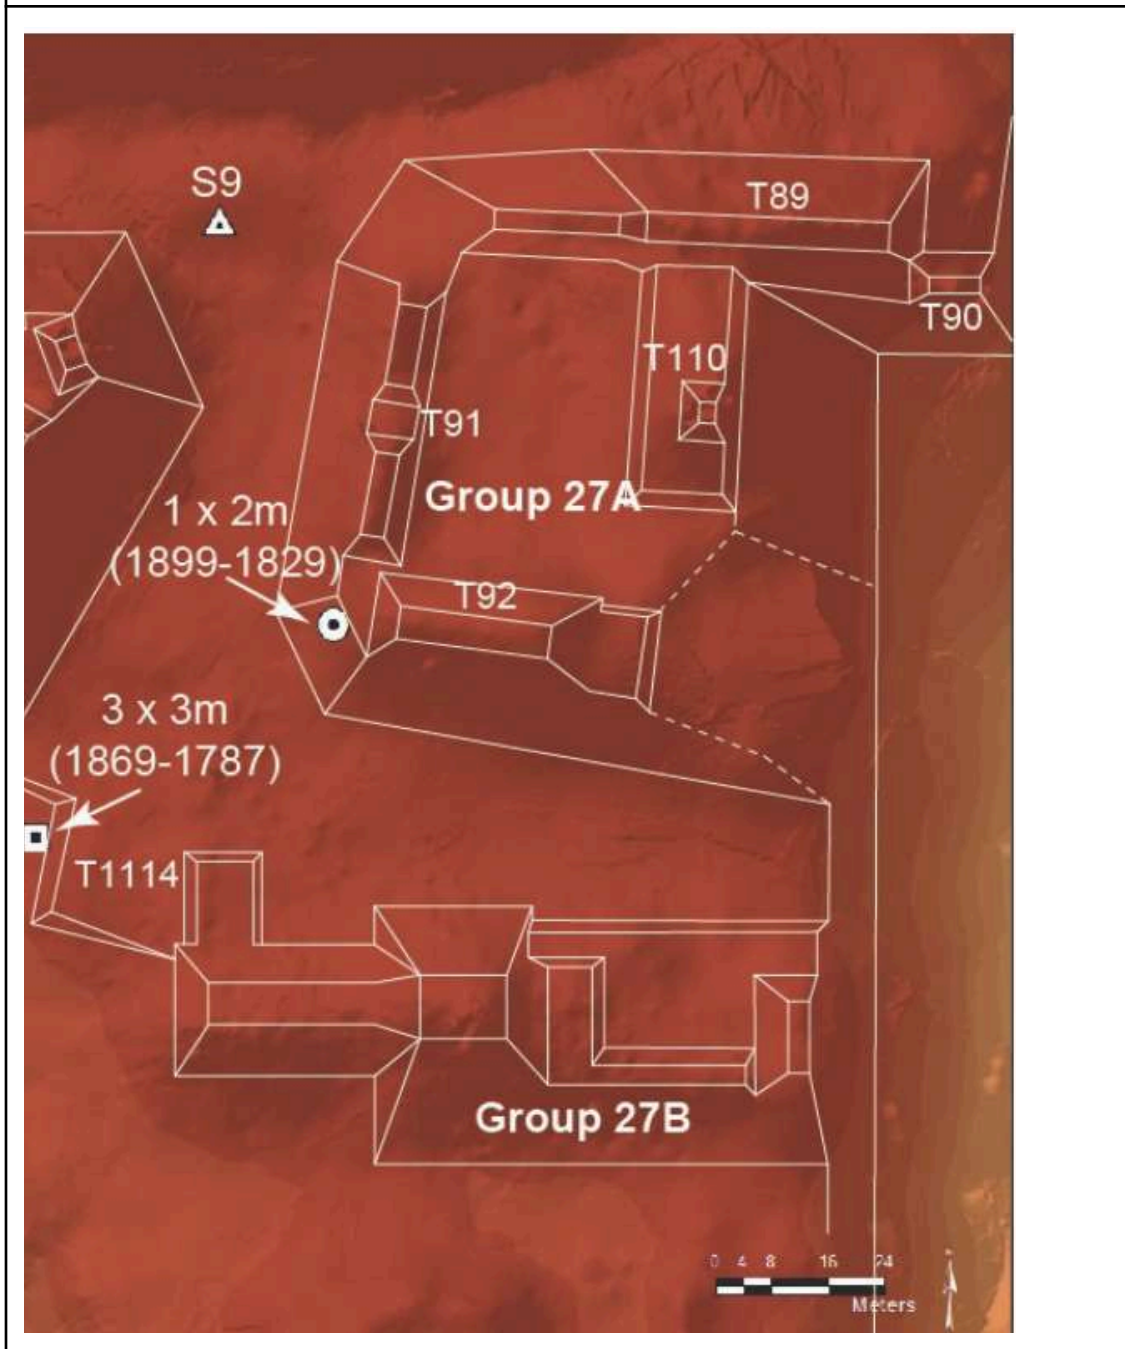 S9
T89
T90
T110
T91
Group 27A
1 x 2m
(1899-1829)
T92
3 x 3m
(1869-1787)
T1114
Group 27B
0 4 8 16 24
Meters